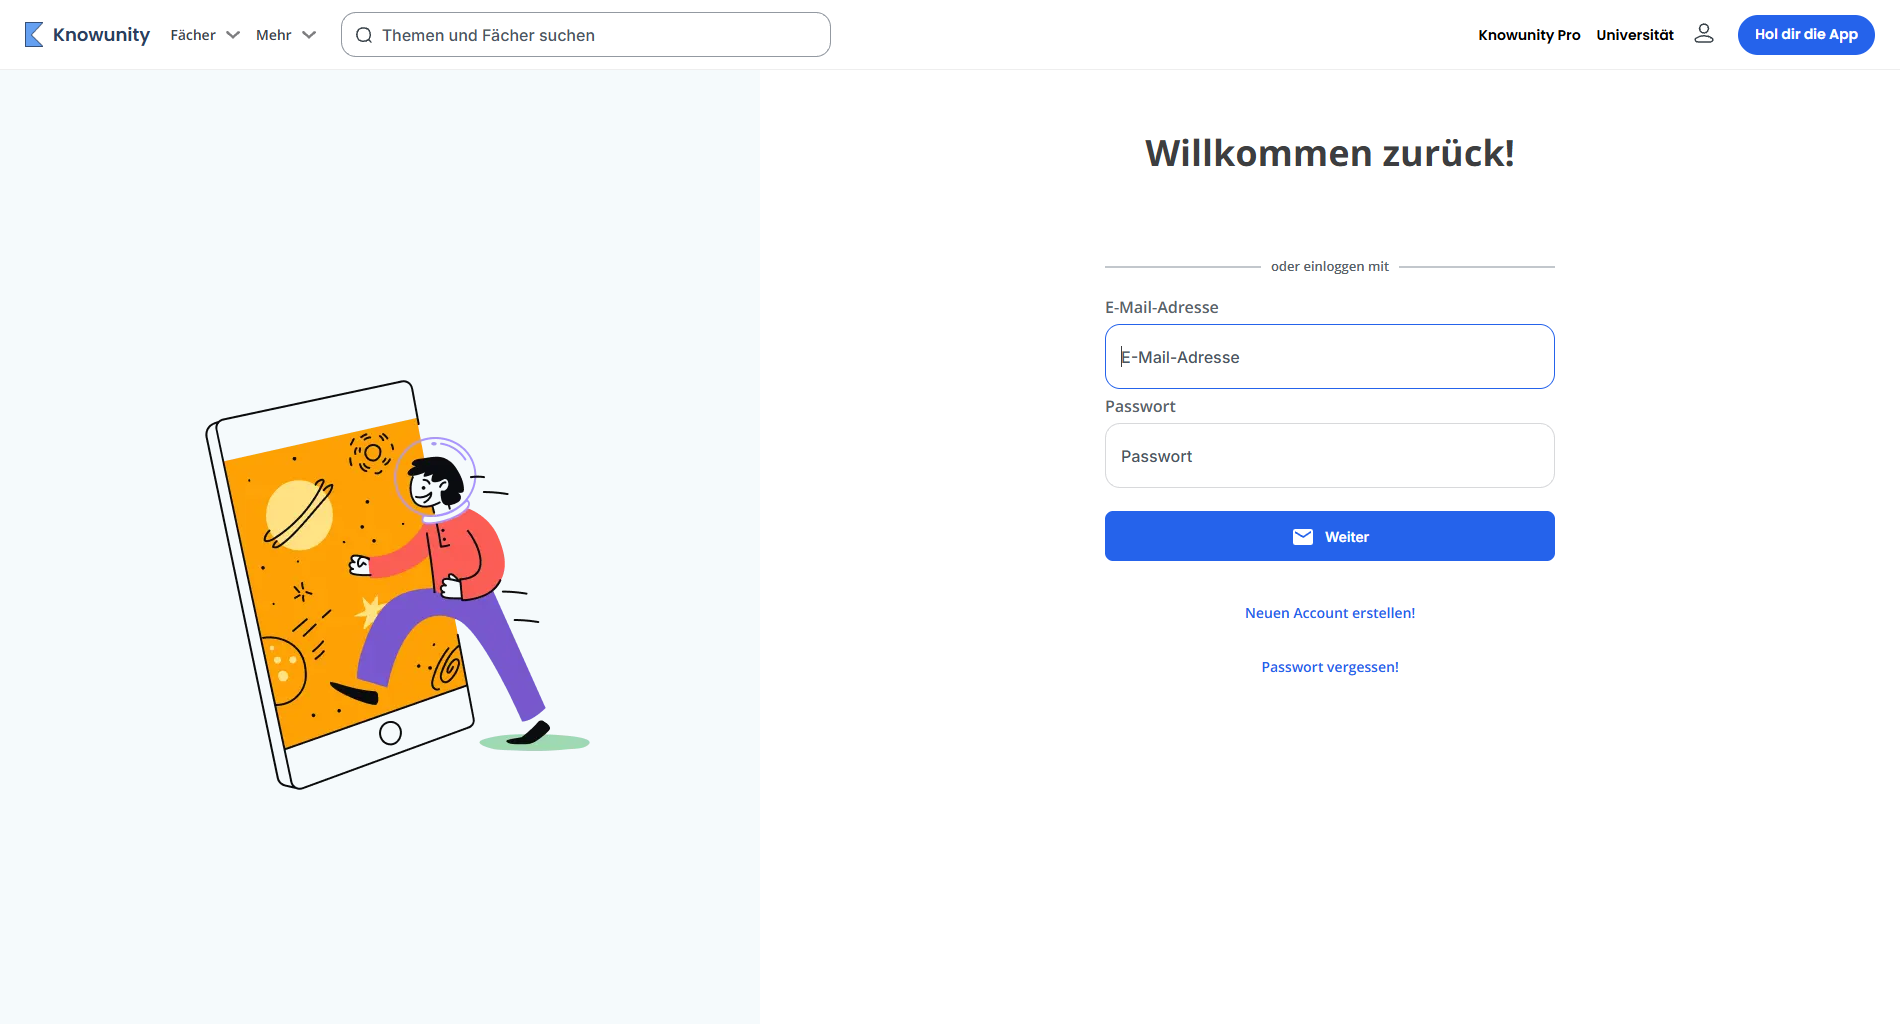 Knowunity Fächer Mehr Themen und Fächer suchen Knowunity Pro Universität Hol dir die App
Willkommen zurück!
oder einloggen mit
E-Mail-Adresse
E-Mail-Adresse
Passwort
Passwort
Weiter
Neuen Account erstellen!
Passwort vergessen!